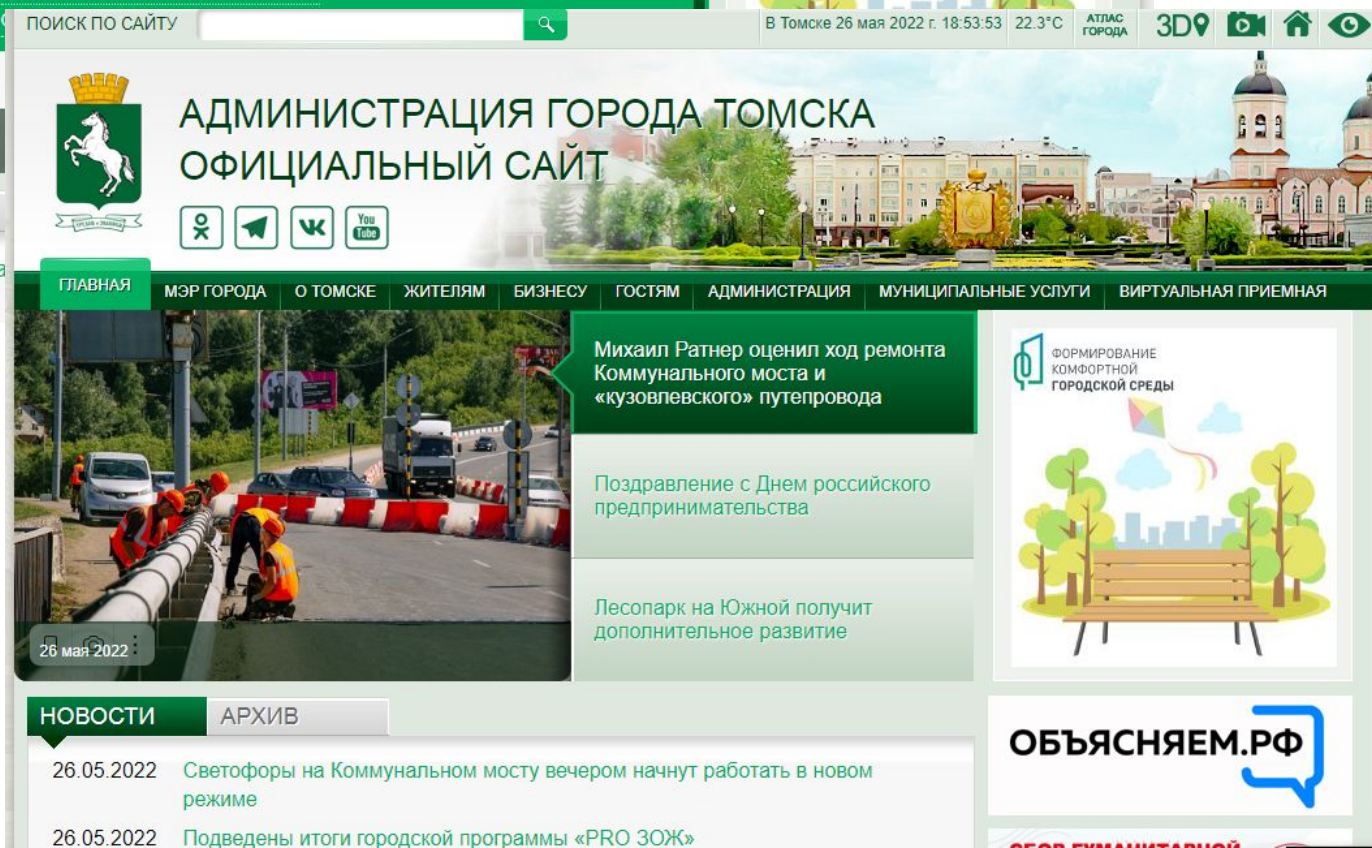 ПОИСК ПО САЙТУ
В Томске 26 мая 2022 г. 18:53:53 22.3°C АТЛАС ГОРОДА 3D
АДМИНИСТРАЦИЯ ГОРОДА ТОМСКА
ОФИЦИАЛЬНЫЙ САЙТ
You
Tube
ГЛАВНАЯ МЭР ГОРОДА О ТОМСКЕ ЖИТЕЛЯМ БИЗНЕСУ ГОСТЯМ АДМИНИСТРАЦИЯ МУНИЦИПАЛЬНЫЕ УСЛУГИ ВИРТУАЛЬНАЯ ПРИЕМНАЯ
Михаил Ратнер оценил ход ремонта
Коммунального моста и
«кузовлевского» путепровода
Поздравление с Днем российского
предпринимательства
Лесопарк на Южной получит
дополнительное развитие
26 мая 2022
ФОРМИРОВАНИЕ
КОМФОРТНОЙ
ГОРОДСКОЙ СРЕДЫ
НОВОСТИ АРХИВ
26.05.2022 Светофоры на Коммунальном мосту вечером начнут работать в новом
режиме
26.05.2022 Подведены итоги городской программы «PRO ЗОЖ»
ОБЪЯСНЯЕМ.РФ
СБОР ГУМАНИТАРНОЙ